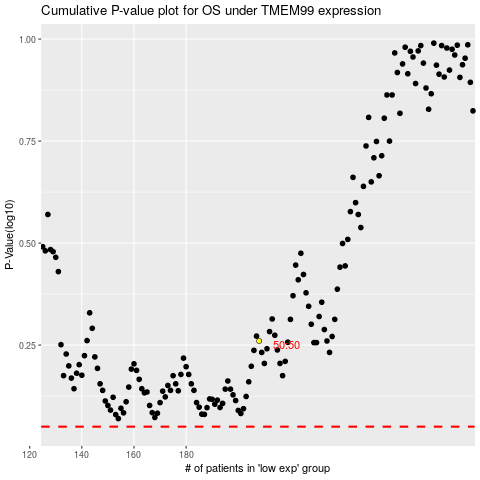 Cumulative P-value plot for OS under TMEM99 expression
1.00
0.75
0.50
0.25
P-Value(log10)
50:50
120 140 160 180
# of patients in 'low exp' group